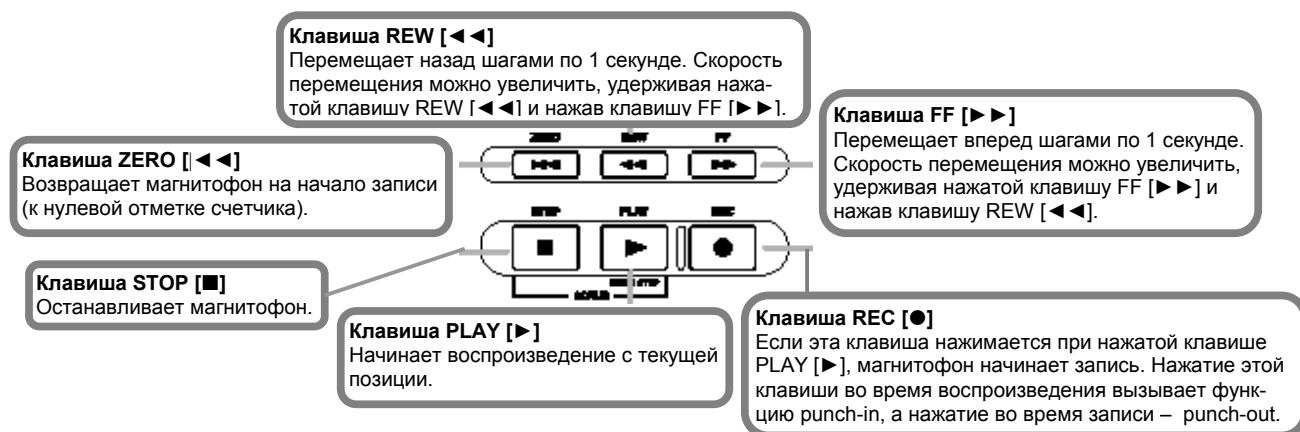 Клавиша REW [◄◄]
Перемещает назад шагами по 1 секунде. Скорость
перемещения можно увеличить, удерживая нажа-
той клавишу REW [◄◄] и нажав клавишу FF [►►].
Клавиша FF [►►]
Перемещает вперед шагами по 1 секунде.
Скорость перемещения можно увеличить,
удерживая нажатой клавишу FF [►►] и
нажав клавишу REW [◄◄].
Клавиша ZERO [|◄◄]
Возвращает магнитофон на начало записи
(к нулевой отметке счетчика).
ZERO FF
STOP PLAY REC
Клавиша STOP [■]
Останавливает магнитофон.
Клавиша PLAY [►]
Начинает воспроизведение с текущей
позиции.
Клавиша REC [●]
Если эта клавиша нажимается при нажатой клавише
PLAY [►], магнитофон начинает запись. Нажатие этой
клавиши во время воспроизведения вызывает функ-
цию punch-in, а нажатие во время записи – punch-out.